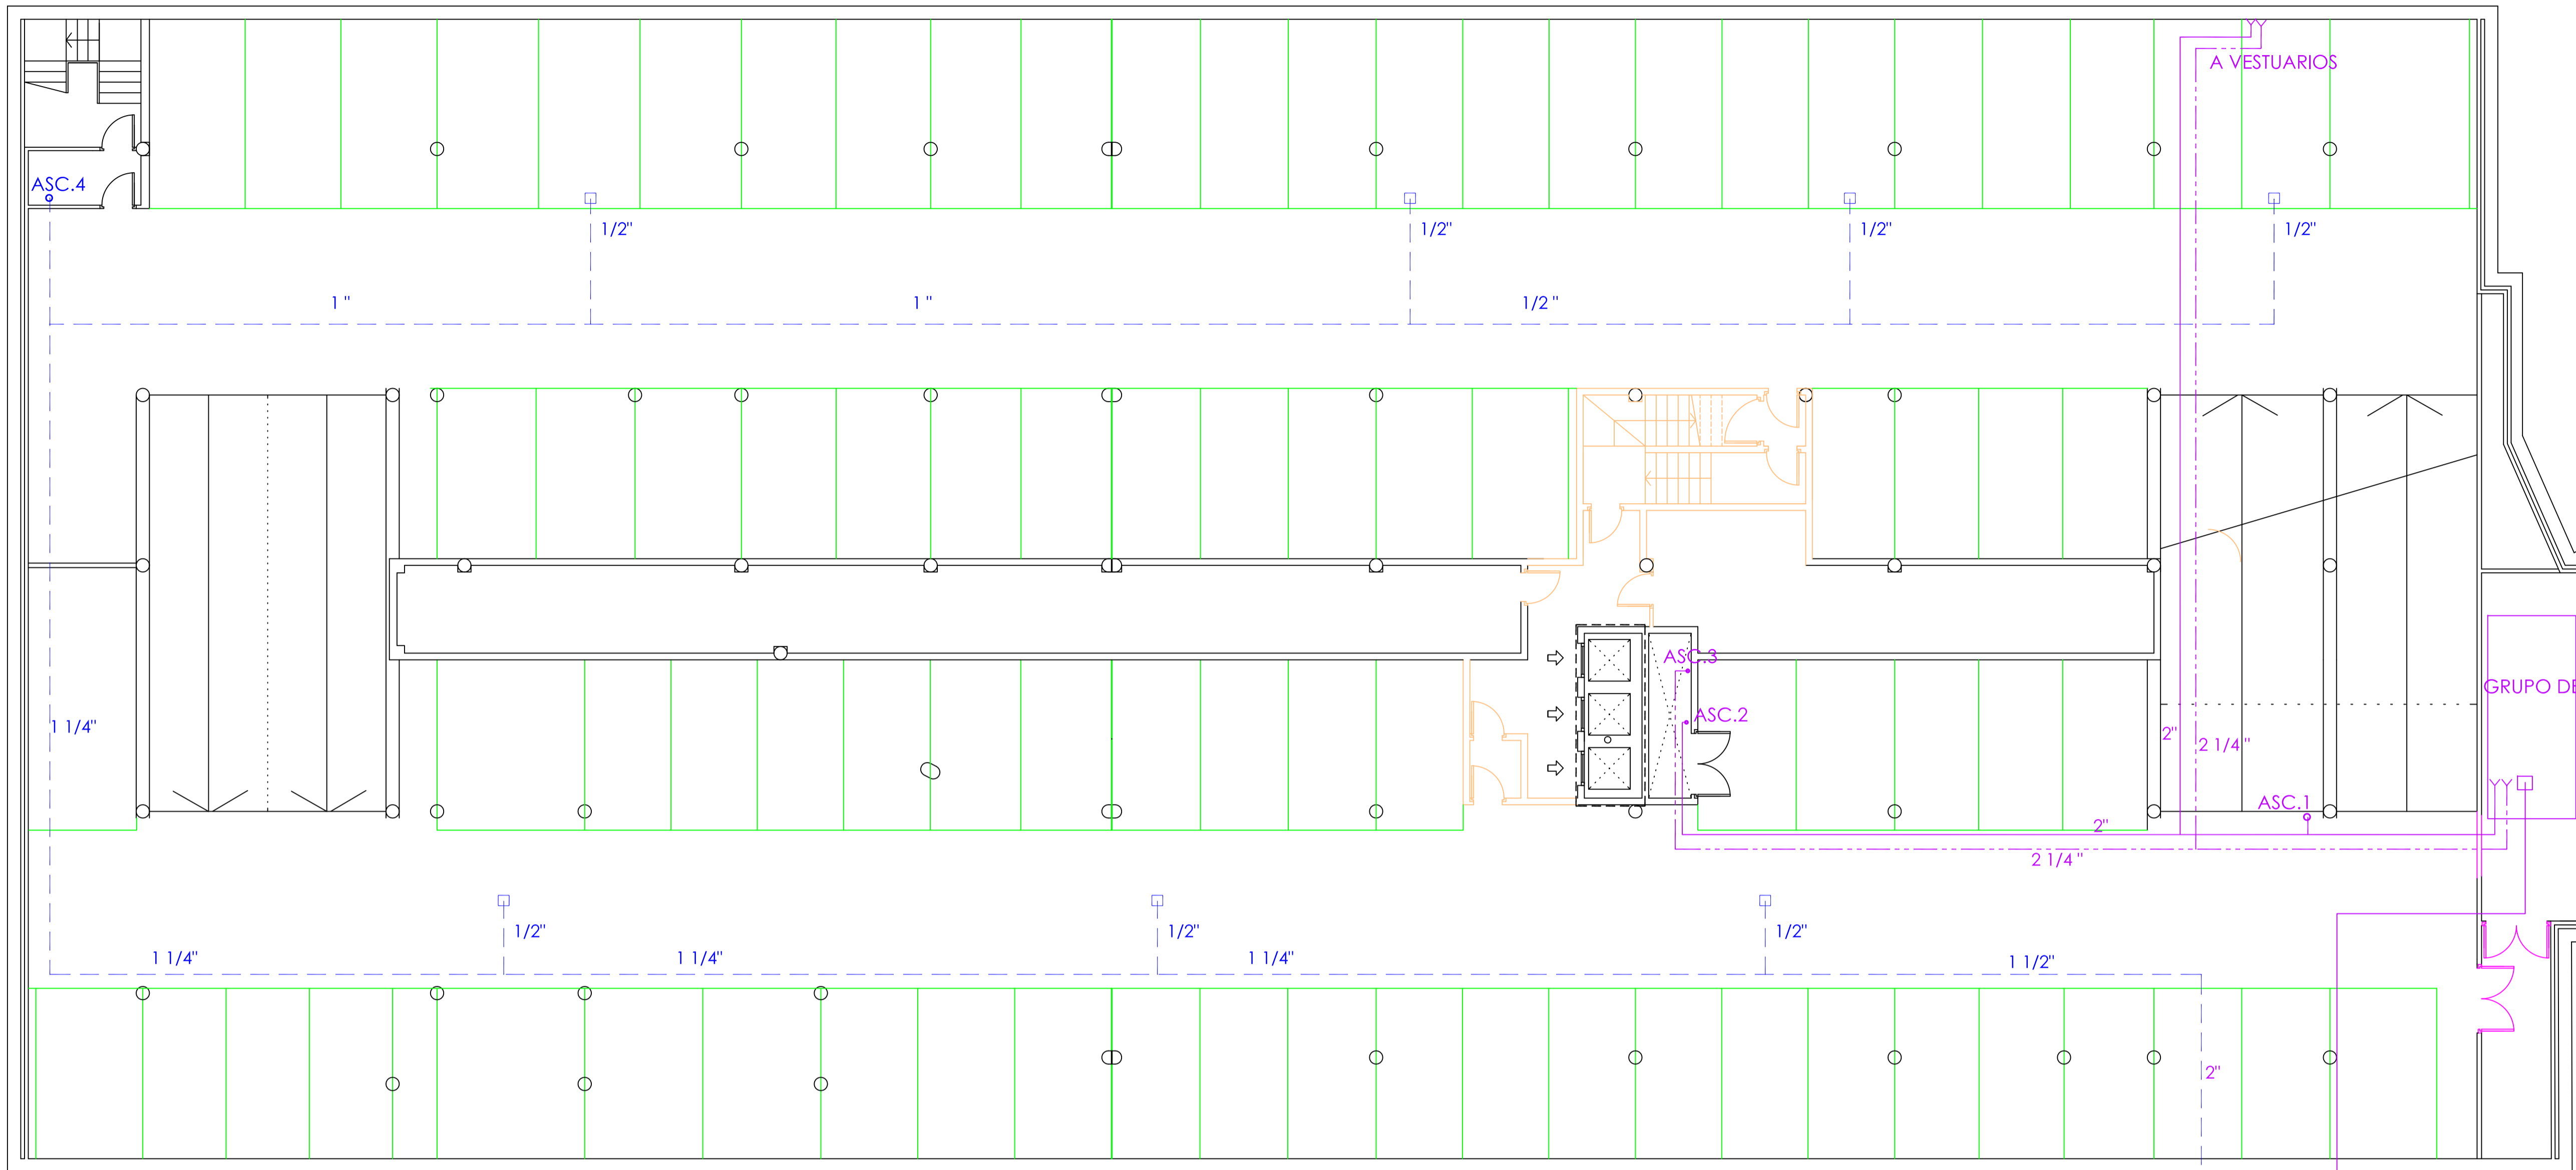 A VESTUARIOS
ASC.4
1/2"
1/2"
1/2"
1/2"
1 "
1 "
1/2 "
ASC.3
GRUPO DE
ASC.2
1 1/4"
2"
2 1/4 "
ASC.1
2"
2 1/4 "
1/2"
1/2"
1/2"
1 1/4"
1 1/4"
1 1/4"
1 1/2"
2"